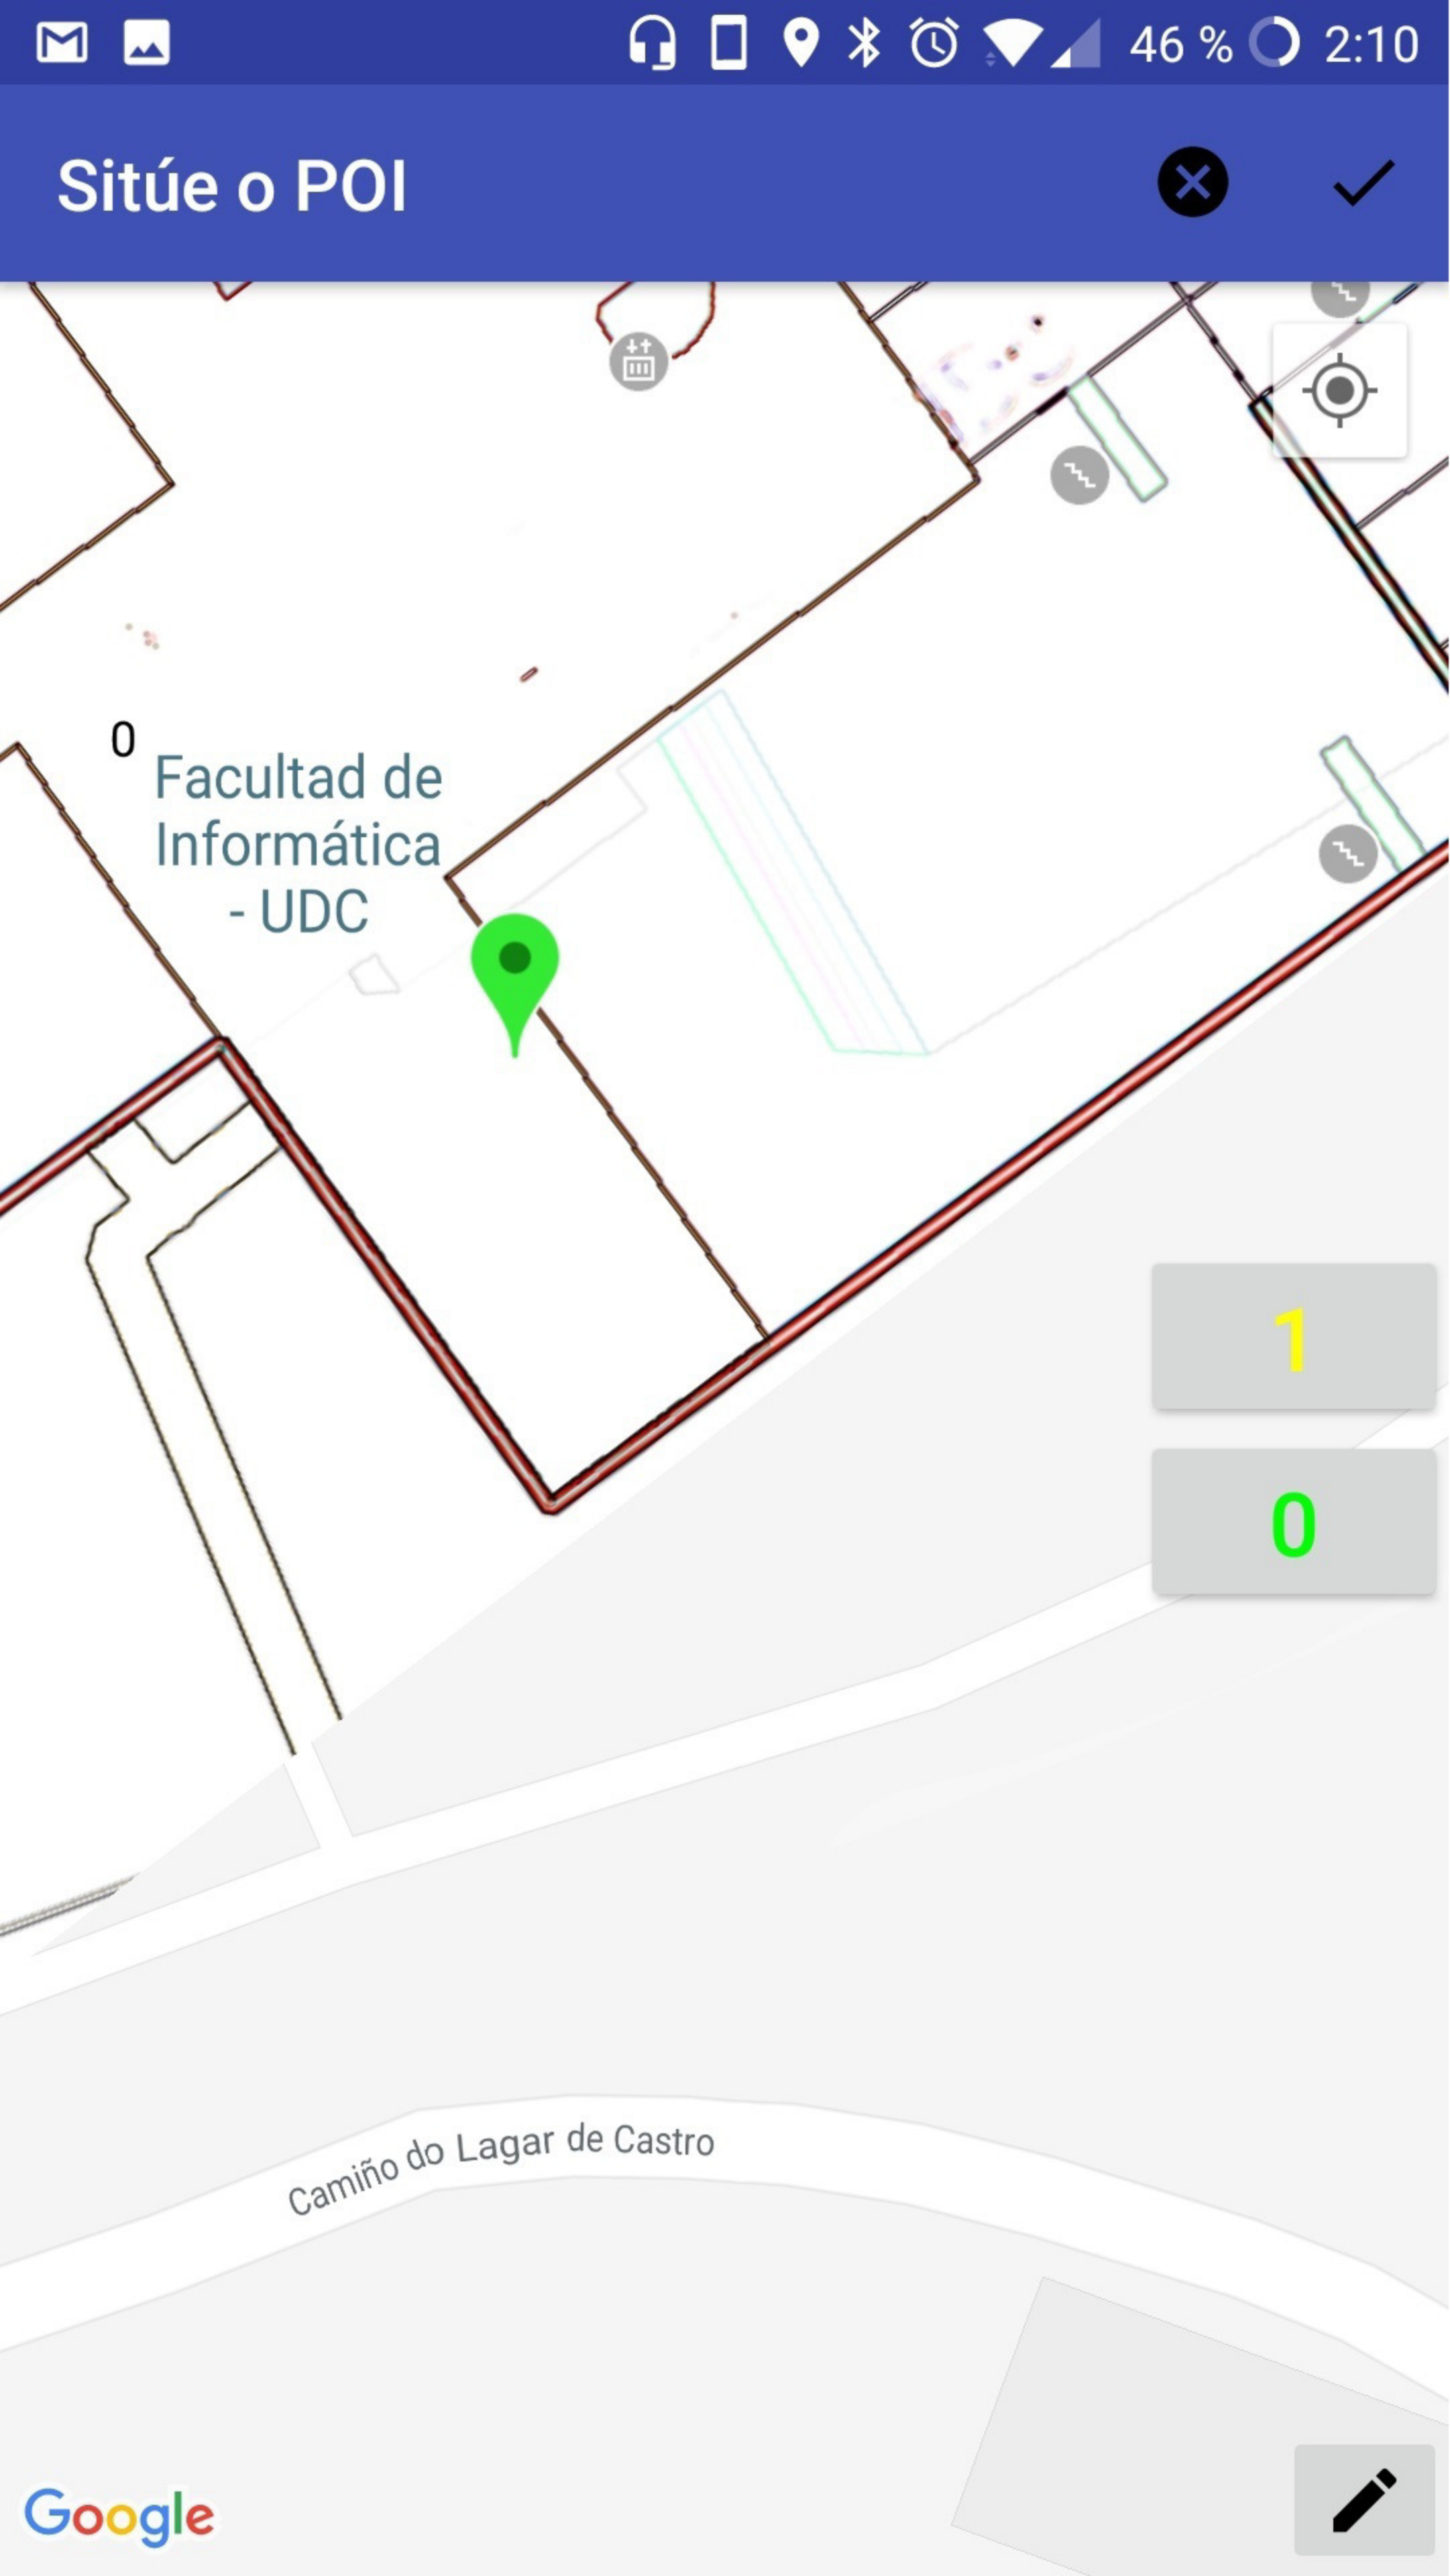 46 % 2:10
Sitúe o POI
0
Facultad de
Informática
- UDC
1
0
Camiño do Lagar de Castro
Google